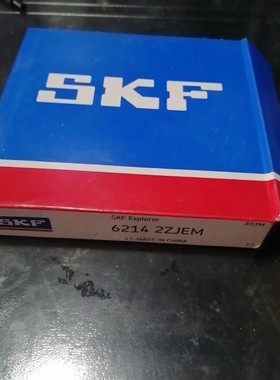 SKF
SKF
SKF Explorer
6214 2ZJEM
MADE IN CHINA